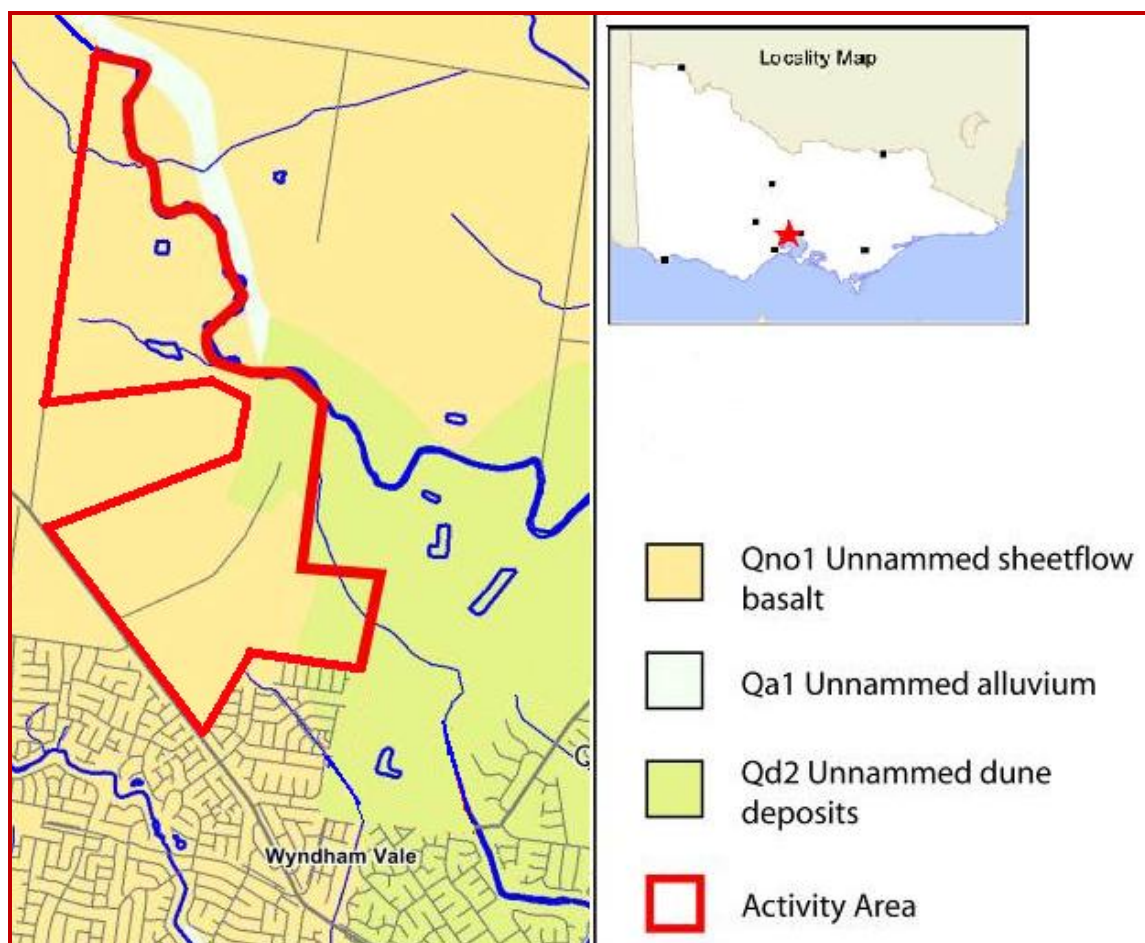 Locality Map
Qno1 Unnammed sheetflow
basalt
Qa1 Unnammed alluvium
Qd2 Unnammed dune
deposits
Activity Area
Wyndham Vale